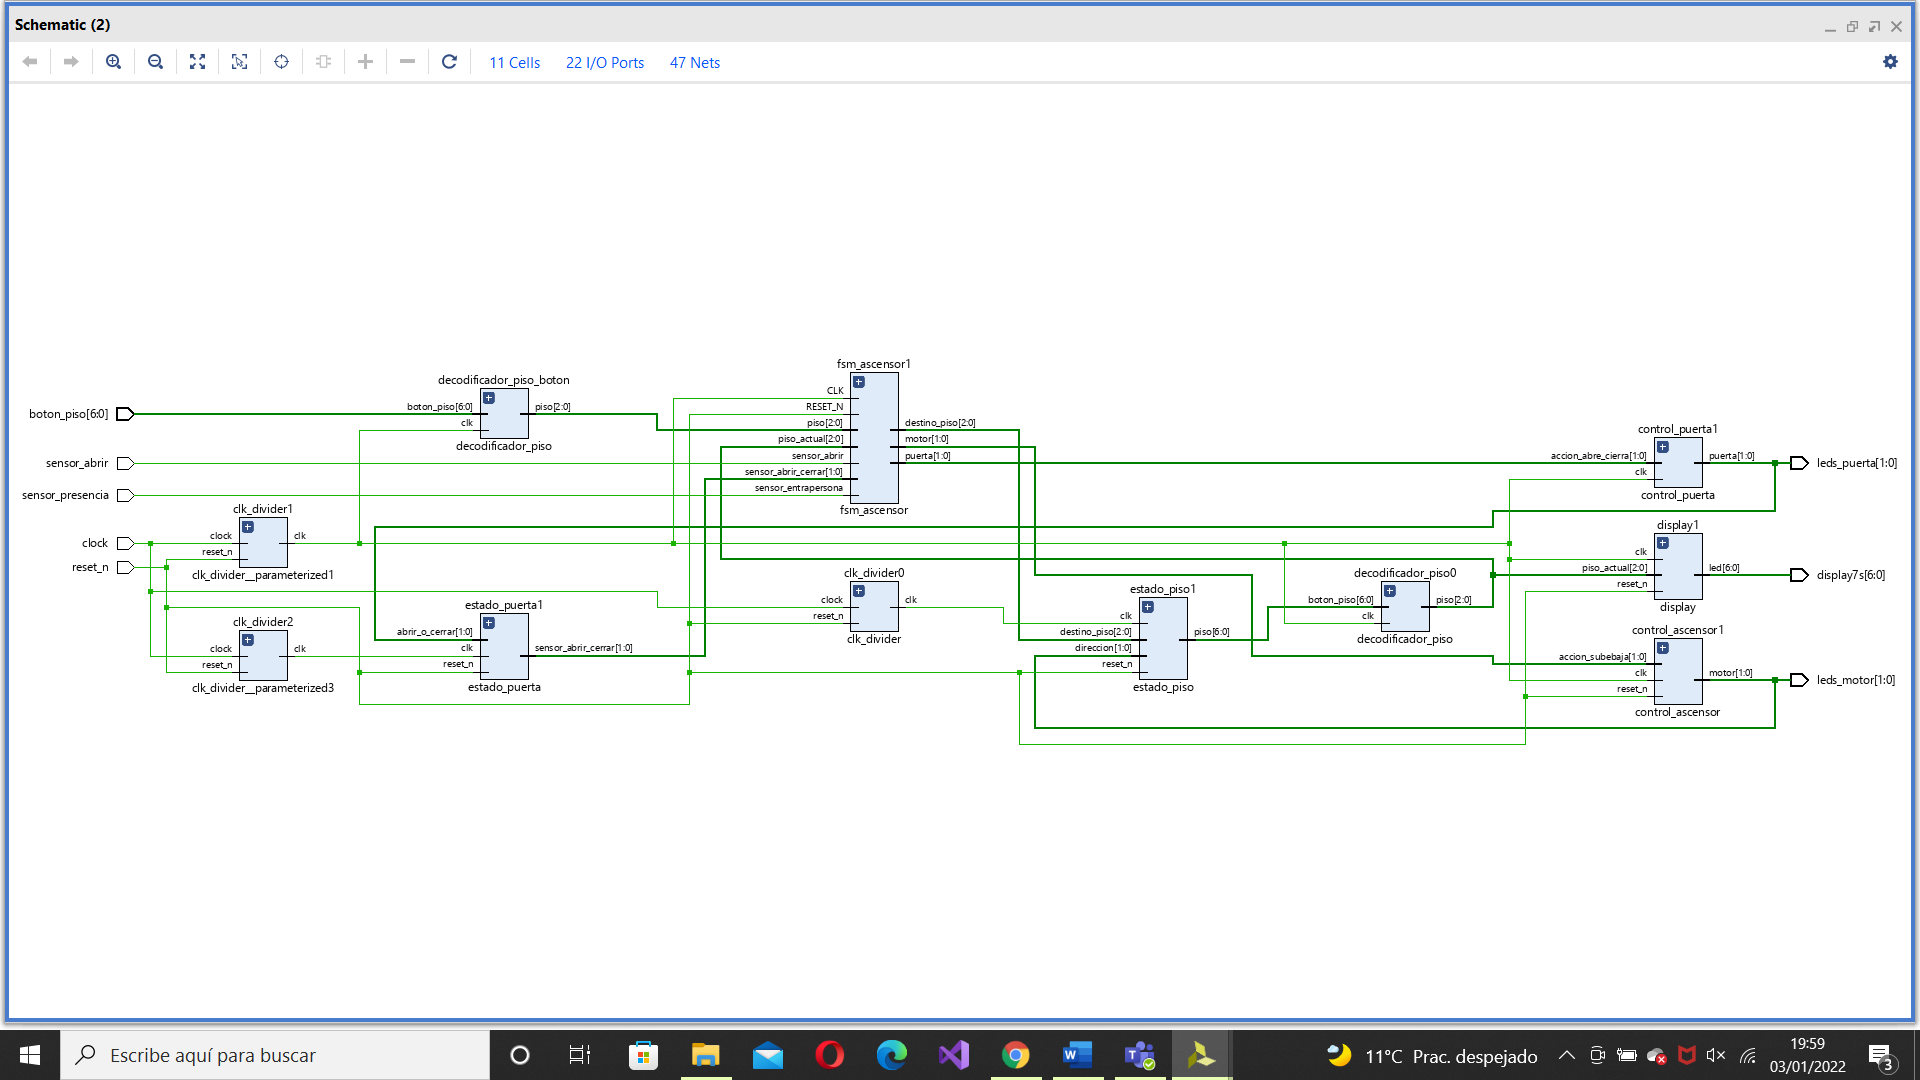 Schematic (2)
11 Cells 22 I/O Ports 47 Nets
fsm_ascensor1
decodificador_piso_boton
CLK
boton_piso[6:0] boton_piso[6:0] piso[2:0] RESET_N
clk piso[2:0] destino_piso[2:0] control_puerta1
decodificador_piso piso_actual[2:0] motor[1:0]
sensor_abrir sensor_abrir puerta[1:0] accion_abre_cierra[1:0] puerta[1:0] leds_puerta[1:0]
sensor_abrir_cerrar[1:0] clk
sensor_presencia sensor_entrapersona control_puerta
clk_divider1 fsm_ascensor
display1
clock clock clk
reset_n clk
reset_n clk_divider__parameterized1 clk_divider0 decodificador_piso0 piso_actual[2:0] led[6:0] display7s[6:0]
reset_n
estado_piso1
clock clk boton_piso[6:0] piso[2:0]
estado_puerta1 display
reset_n clk clk
clk_divider2 control_ascensor1
abrir_o_cerrar[1:0] clk_divider destino_piso[2:0] piso[6:0] decodificador_piso
clock clk clk sensor_abrir_cerrar[1:0] direccion[1:0] accion_subebaja[1:0]
reset_n reset_n reset_n clk motor[1:0] leds_motor[1:0]
clk_divider__parameterized3 estado_puerta estado_piso reset_n
control_ascensor
Escribe aquí para buscar
11°C Prac. despejado
19:59
03/01/2022
3